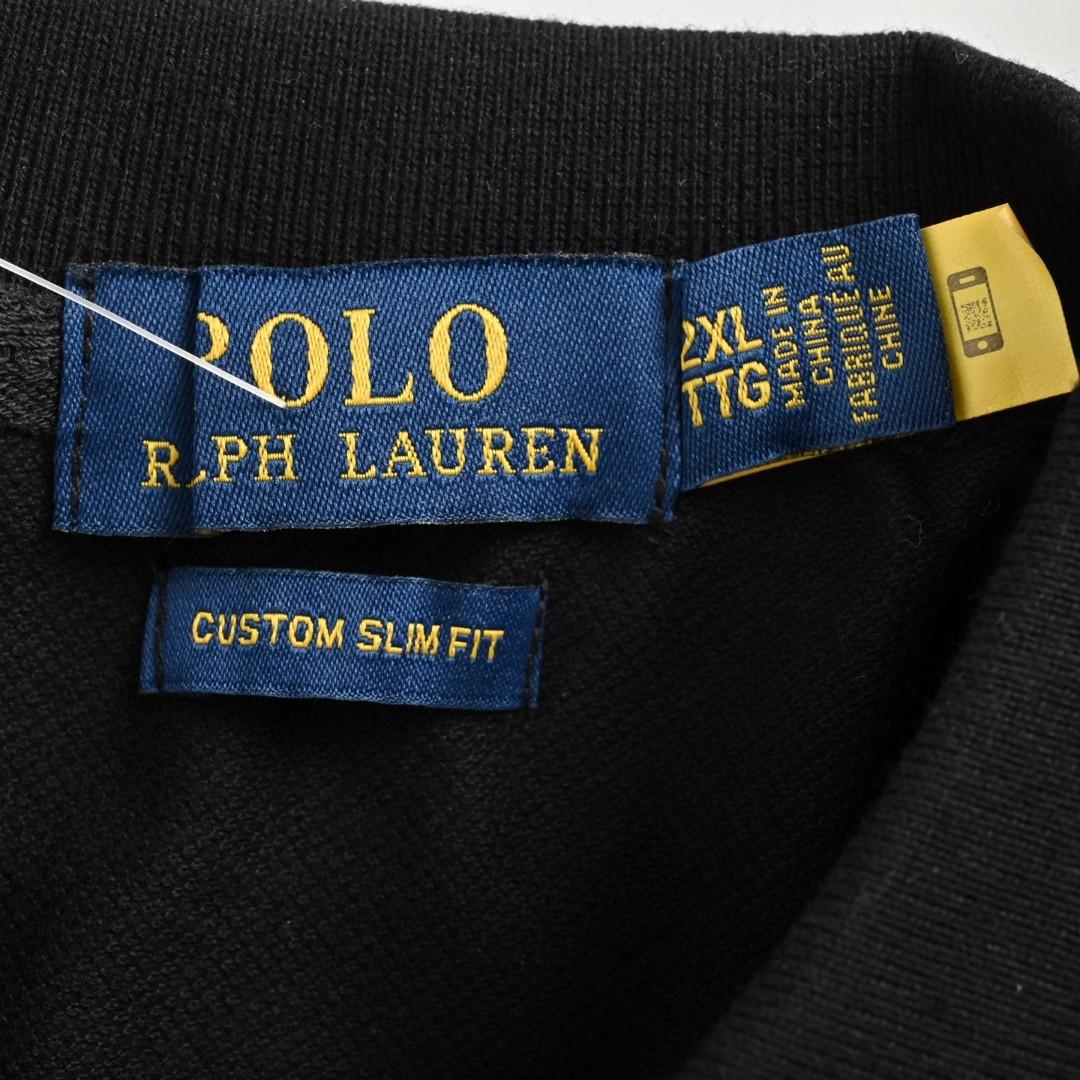 POLO
RALPH LAUREN
2XL
TTG
MADE IN
CHINA
FABRIQUÉ AU
CHINE
CUSTOM SLIM FIT